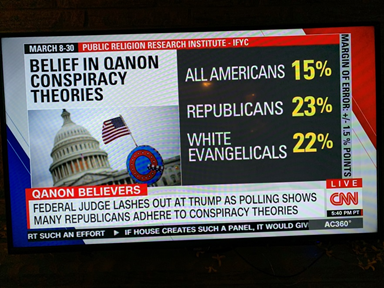 MARCH 8-30 PUBLIC RELIGION RESEARCH INSTITUTE - IFYC
BELIEF IN QANON
CONSPIRACY
THEORIES
ALL AMERICANS 15%
REPUBLICANS 23%
WHITE
EVANGELICALS 22%
MARGIN OF ERROR: +/- 1.5 % POINTS
QANON BELIEVERS
FEDERAL JUDGE LASHES OUT AT TRUMP AS POLLING SHOWS
MANY REPUBLICANS ADHERE TO CONSPIRACY THEORIES
LIVE
CNN
5:40 PM PT
RT SUCH AN EFFORT IF HOUSE CREATES SUCH A PANEL, IT WOULD GIV
AC360°